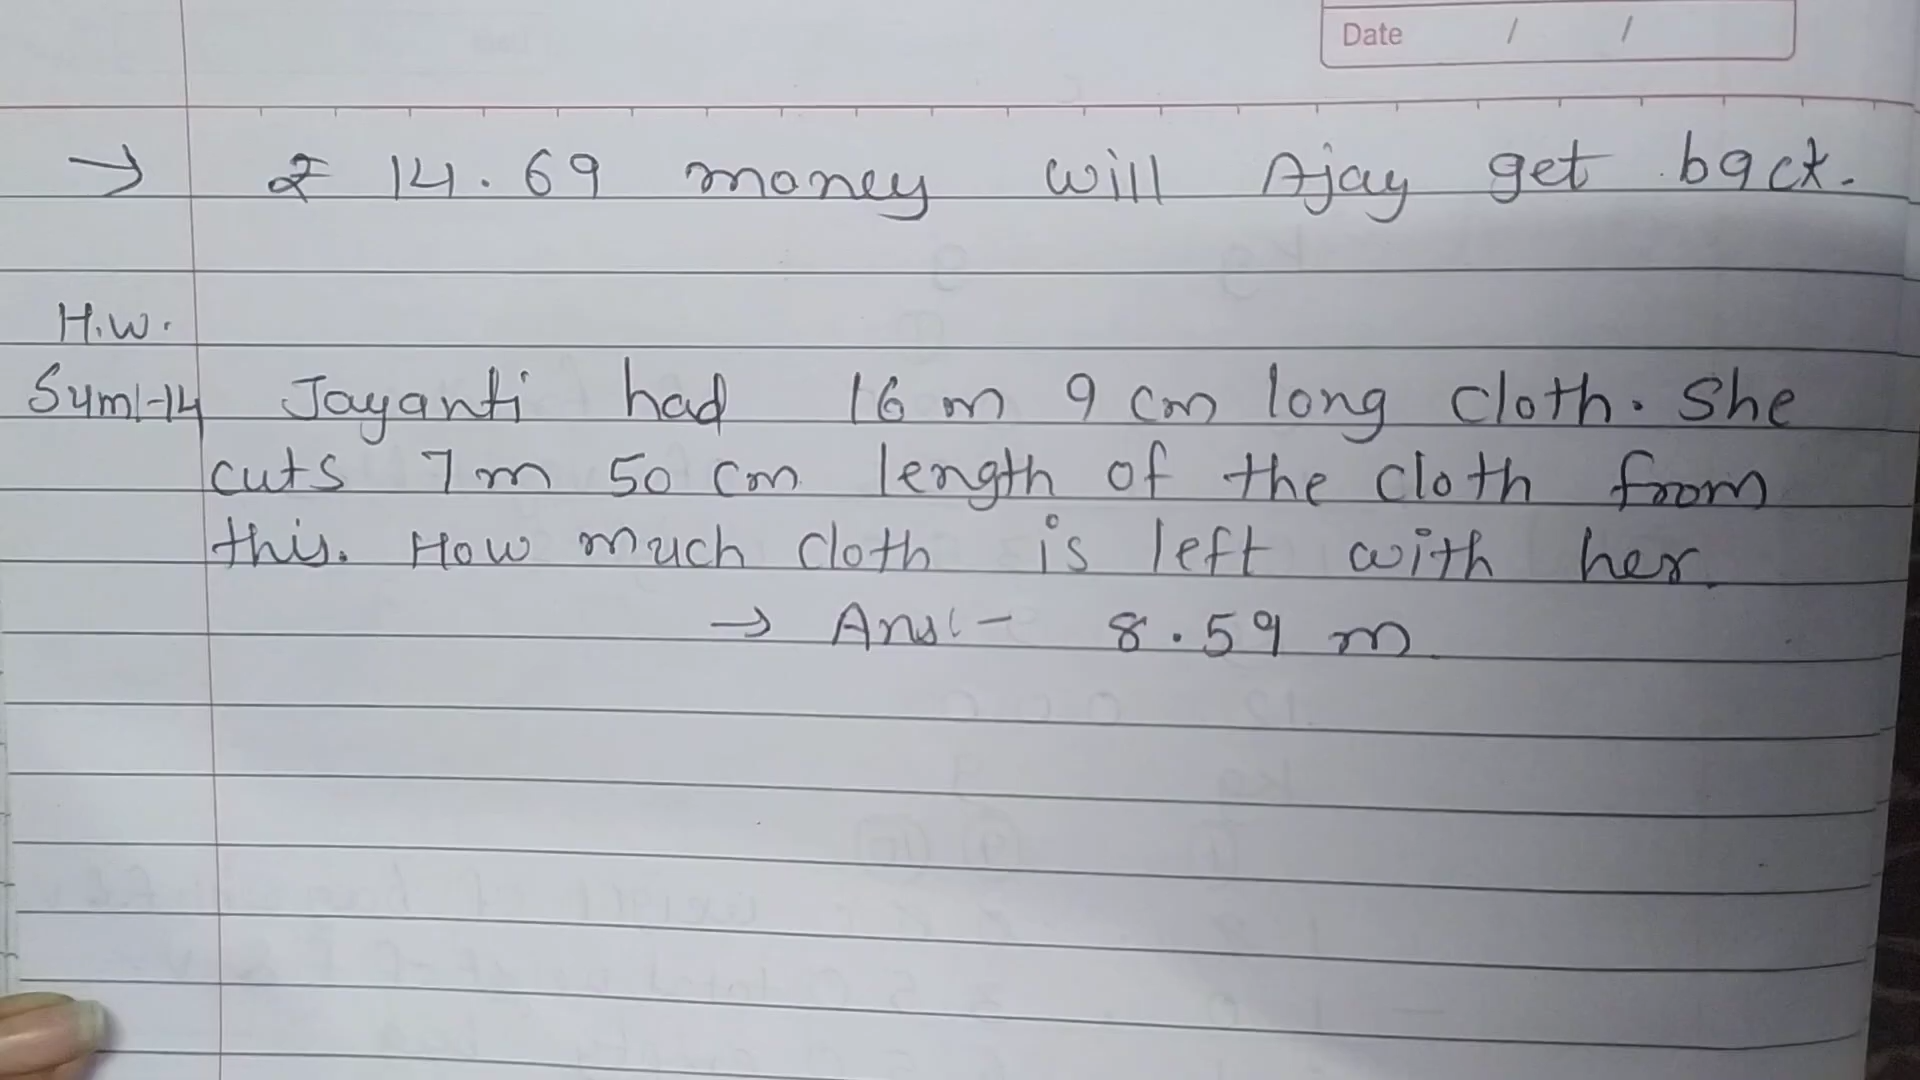 Date / /
→ ₹ 14.69 money will Ajay get back.
H.W.
Sum:-14 Jayanti had 16 m 9 cm long cloth. She
cuts 7m 50 cm length of the cloth from
this. How much cloth is left with her.
→ Ans:- 8.59 m.